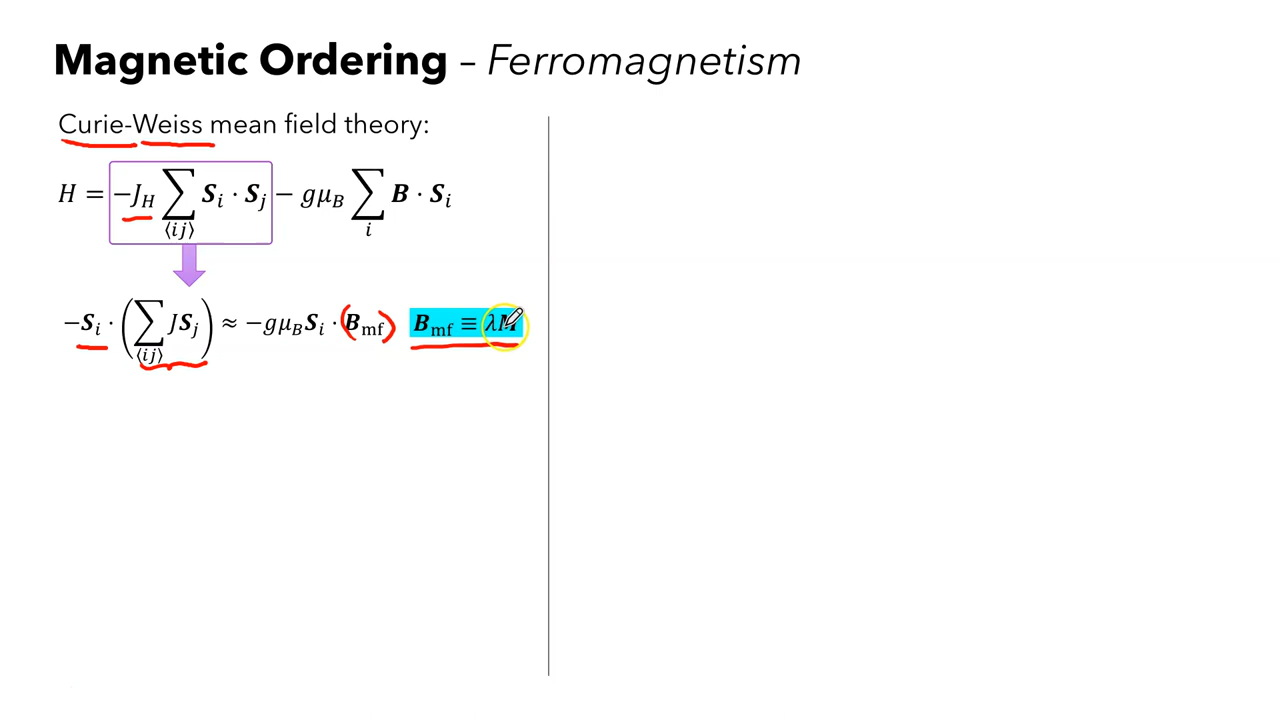 Magnetic Ordering – Ferromagnetism
Curie-Weiss mean field theory:
H = −J_H ∑_⟨ij⟩ S_i · S_j − gμ_B ∑_i B · S_i
−S_i · (∑_⟨ij⟩ JS_j) ≈ −gμ_B S_i · B_mf B_mf ≡ λM